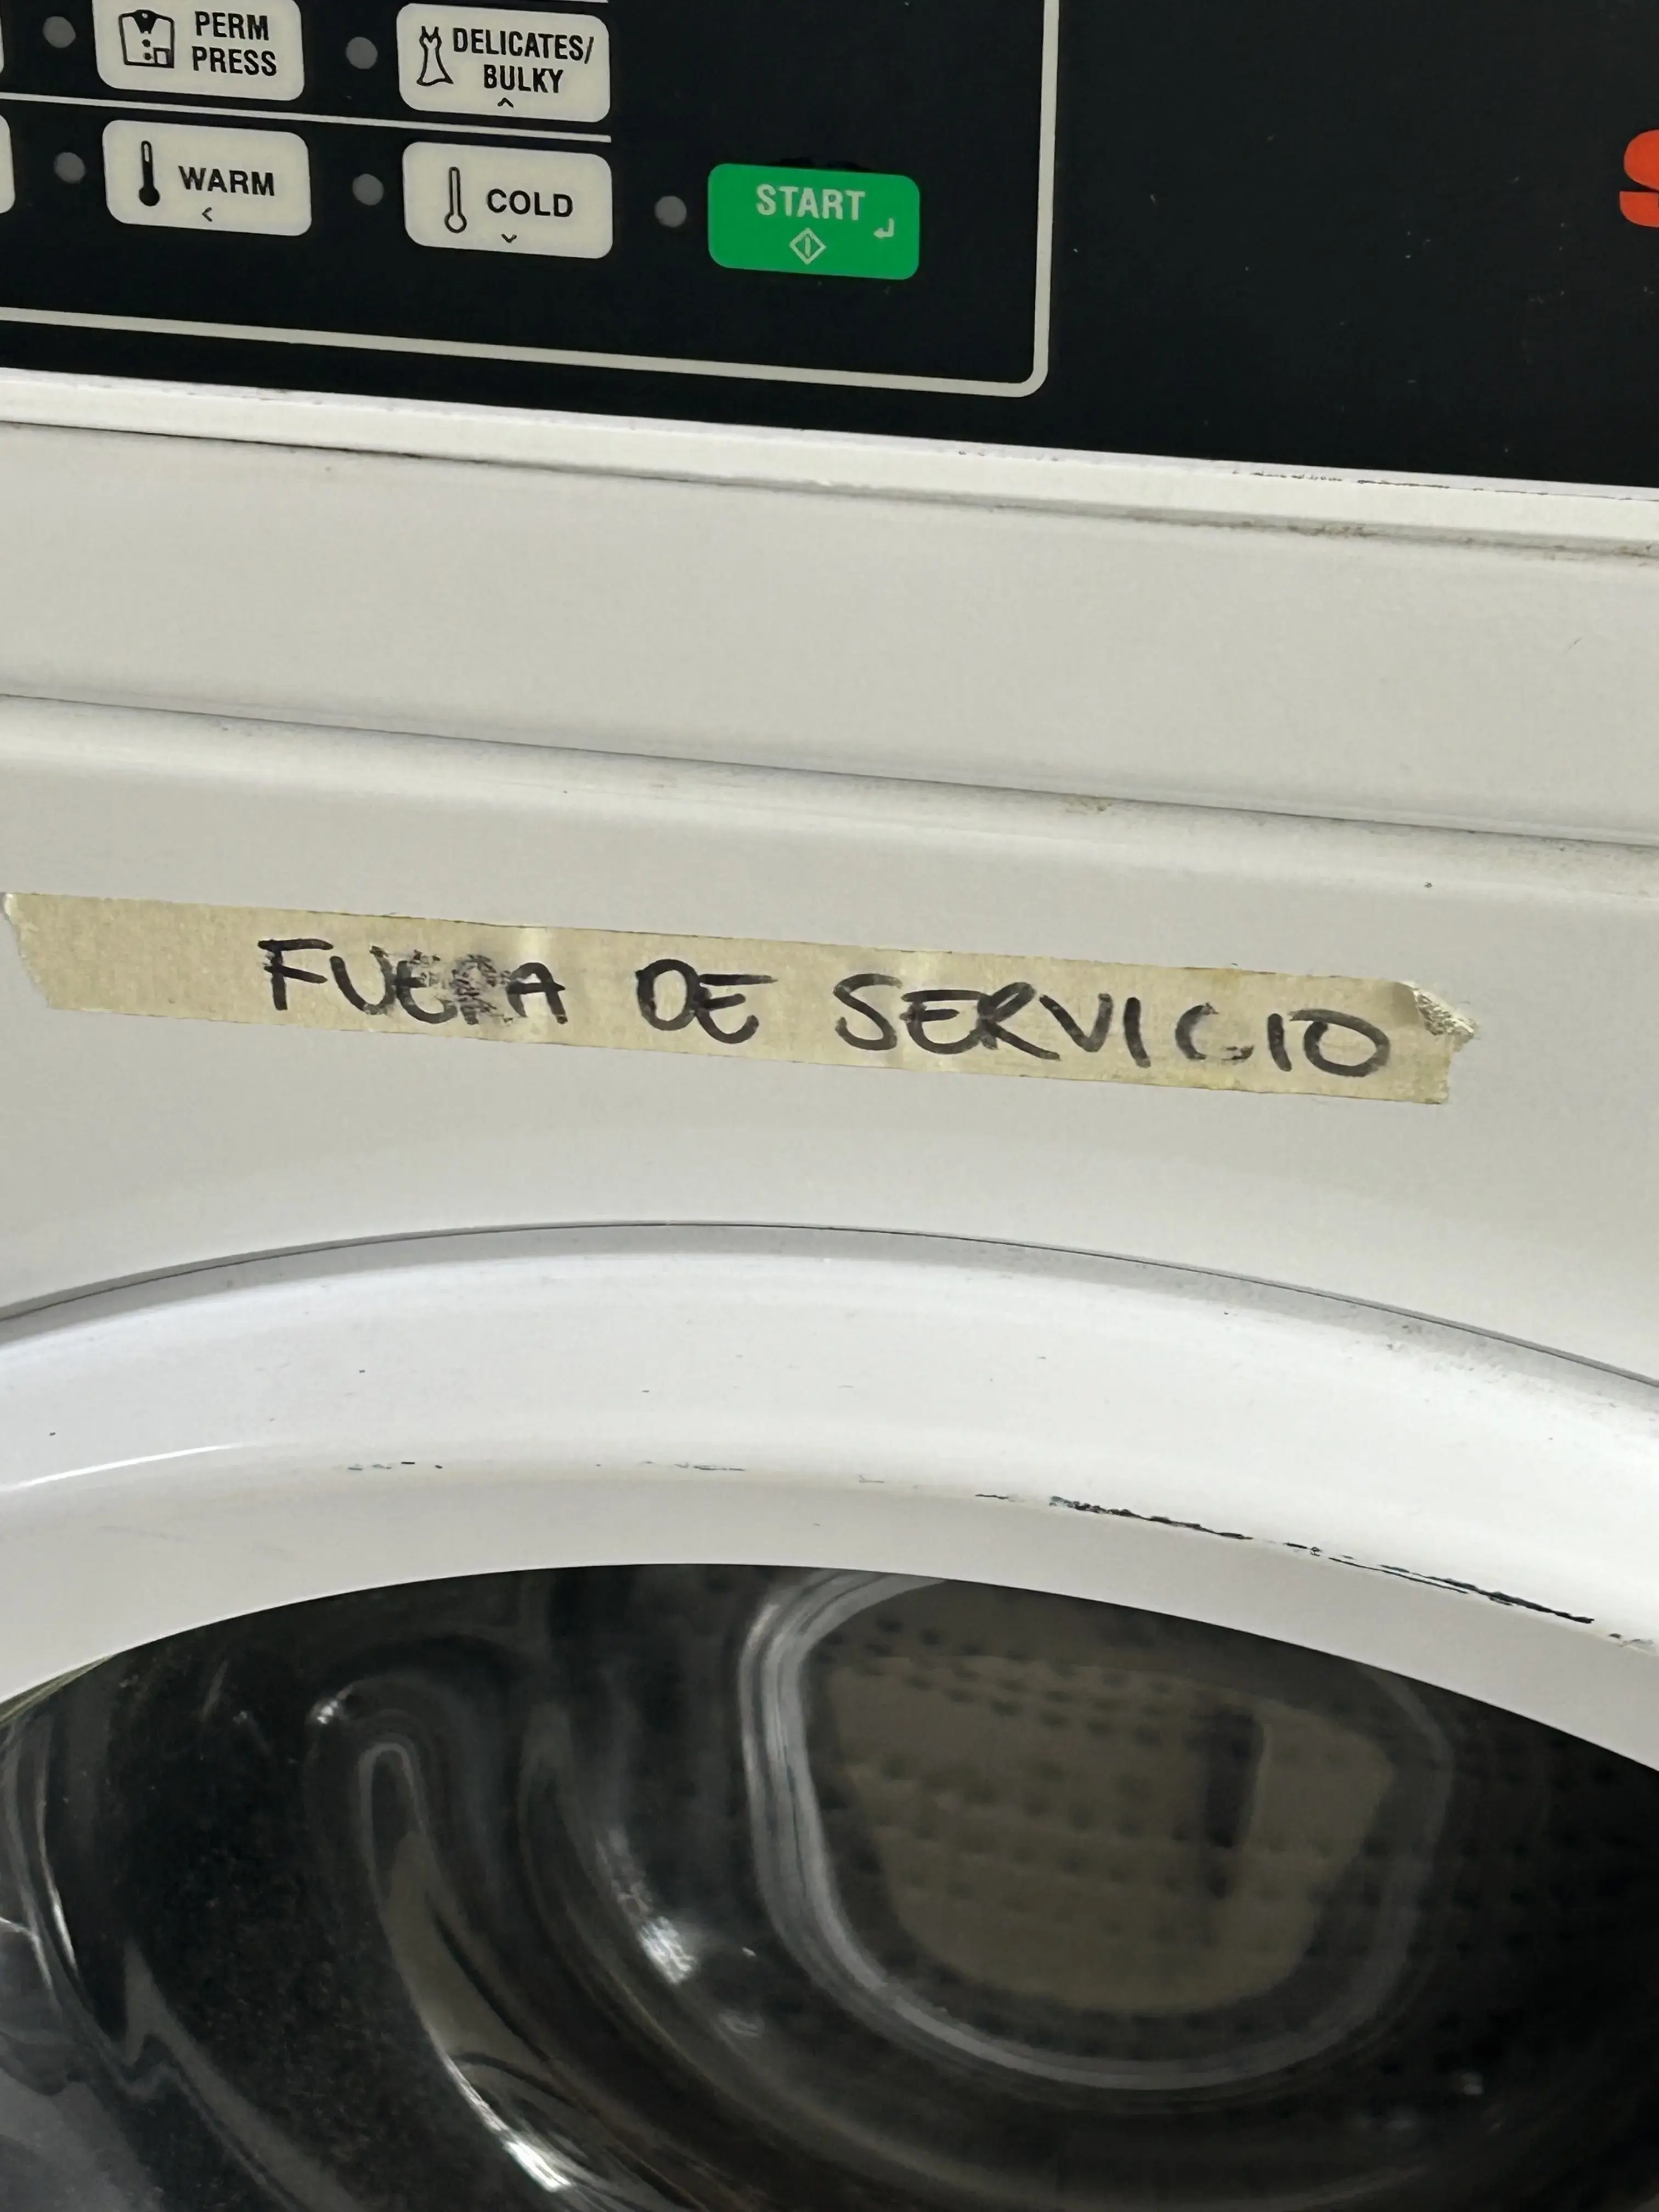 PERM
PRESS
DELICATES/
BULKY
WARM
COLD
START
FUERA DE SERVICIO